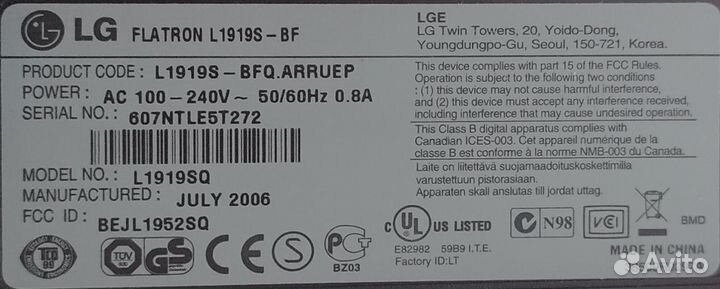 LG FLATRON L1919S-BF
LGE
LG Twin Towers, 20, Yoido-Dong,
Youngdungpo-Gu, Seoul, 150-721, Korea.
PRODUCT CODE: L1919S-BFQ.ARRUEP
POWER: AC 100-240V~ 50/60Hz 0.8A
SERIAL NO.: 607NTLE5T272
MODEL NO.: L1919SQ
MANUFACTURED: JULY 2006
FCC ID: BEJL1952SQ
This device complies with part 15 of the FCC Rules.
Operation is subject to the following two conditions
: (1) this device may not cause harmful interference,
and (2) this device must accept any interference received,
including interference that may cause undesired operation.
This Class B digital apparatus complies with
Canadian ICES-003. Cet appareil numérique de la
classe B est conforme à la norme NMB-003 du Canada.
Laite on liitettävä suojamaadoituskoskettimilla
varustettuun pistorasiaan.
Apparaten skall anslutas till jordat uttag.
TCO
99
TÜV
GS
CE
BZ03
C UL US LISTED
E82982 59B9 I.T.E.
Factory ID:LT
N98
VCI
BMD
MADE IN CHINA
Avito